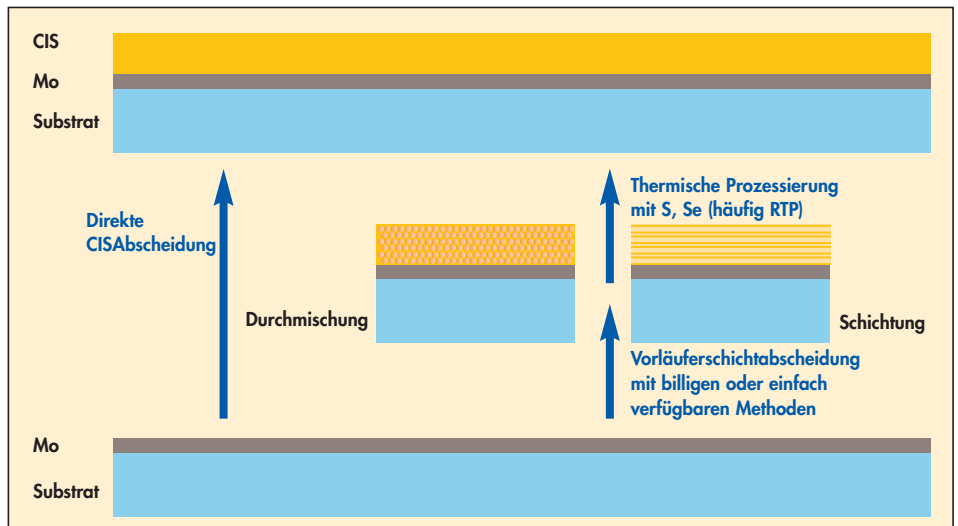 CIS
Mo
Substrat
Direkte
CISAbscheidung
Thermische Prozessierung
mit S, Se (häufig RTP)
Durchmischung
Schichtung
Vorläuferschichtabscheidung
mit billigen oder einfach
verfügbaren Methoden
Mo
Substrat